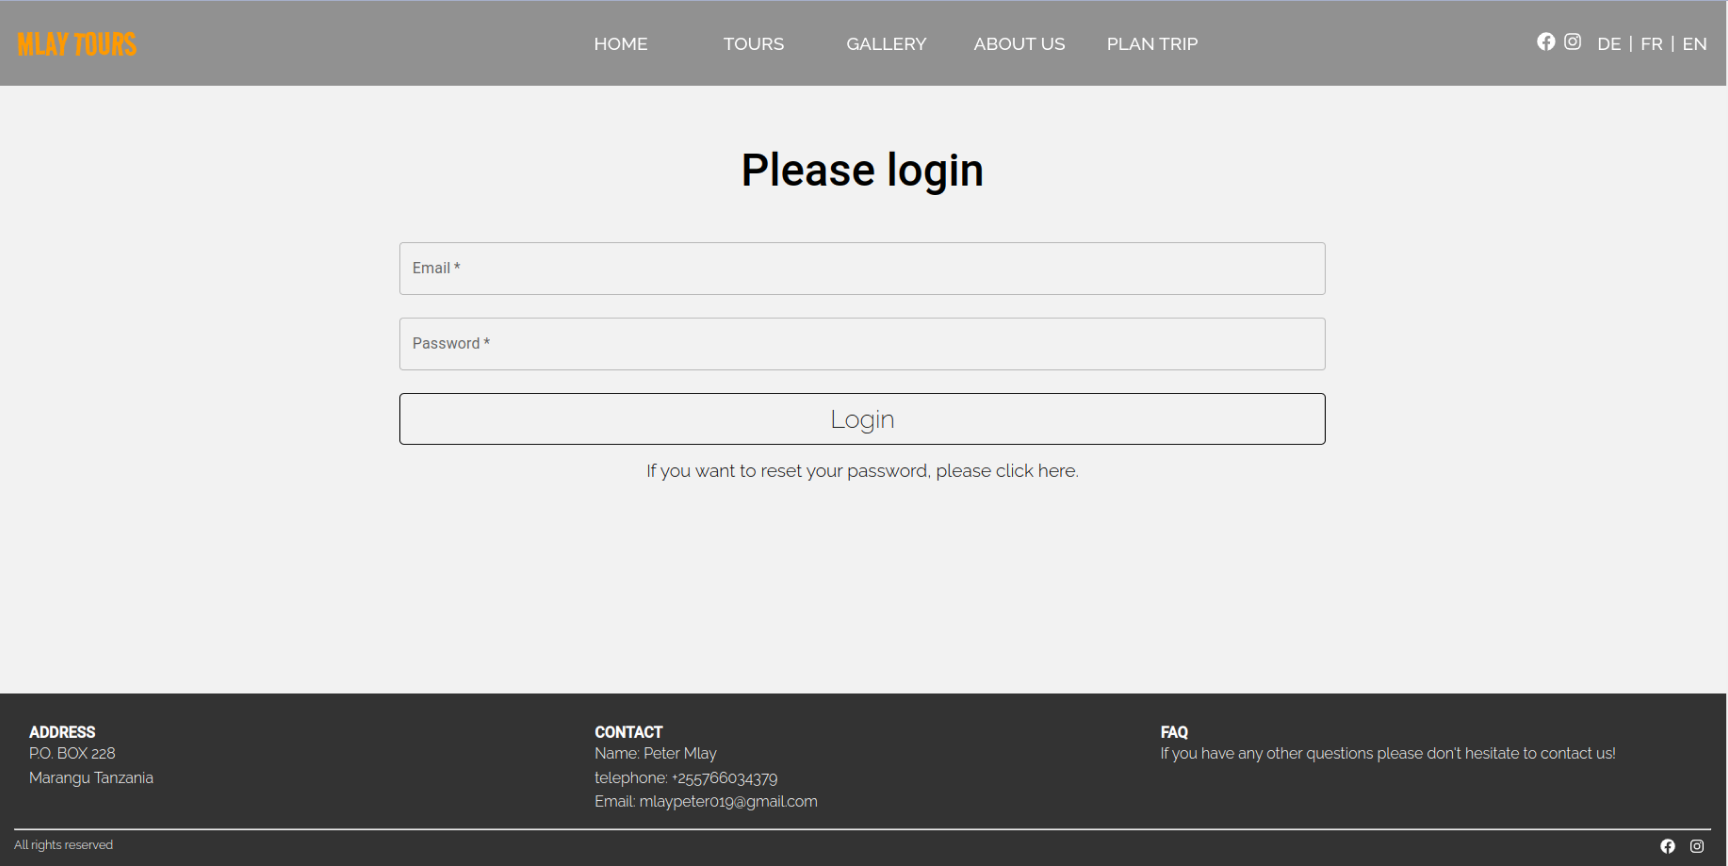 MLAY TOURS
HOME
TOURS
GALLERY
ABOUT US
PLAN TRIP
DE | FR | EN
Please login
Email *
Password *
Login
If you want to reset your password, please click here.
ADDRESS
P.O. BOX 228
Marangu Tanzania
CONTACT
Name: Peter Mlay
telephone: +255766034379
Email: mlaypeter019@gmail.com
FAQ
If you have any other questions please don't hesitate to contact us!
All rights reserved